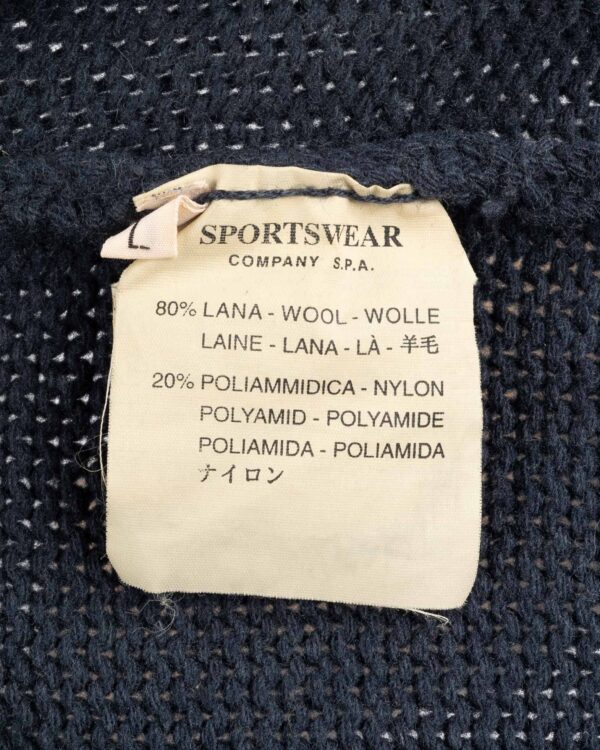 L
SPORTSWEAR
COMPANY S.P.A.
80% LANA - WOOL - WOLLE
LAINE - LANA - LÀ - 羊毛
20% POLIAMMIDICA - NYLON
POLYAMID - POLYAMIDE
POLIAMIDA - POLIAMIDA
ナイロン